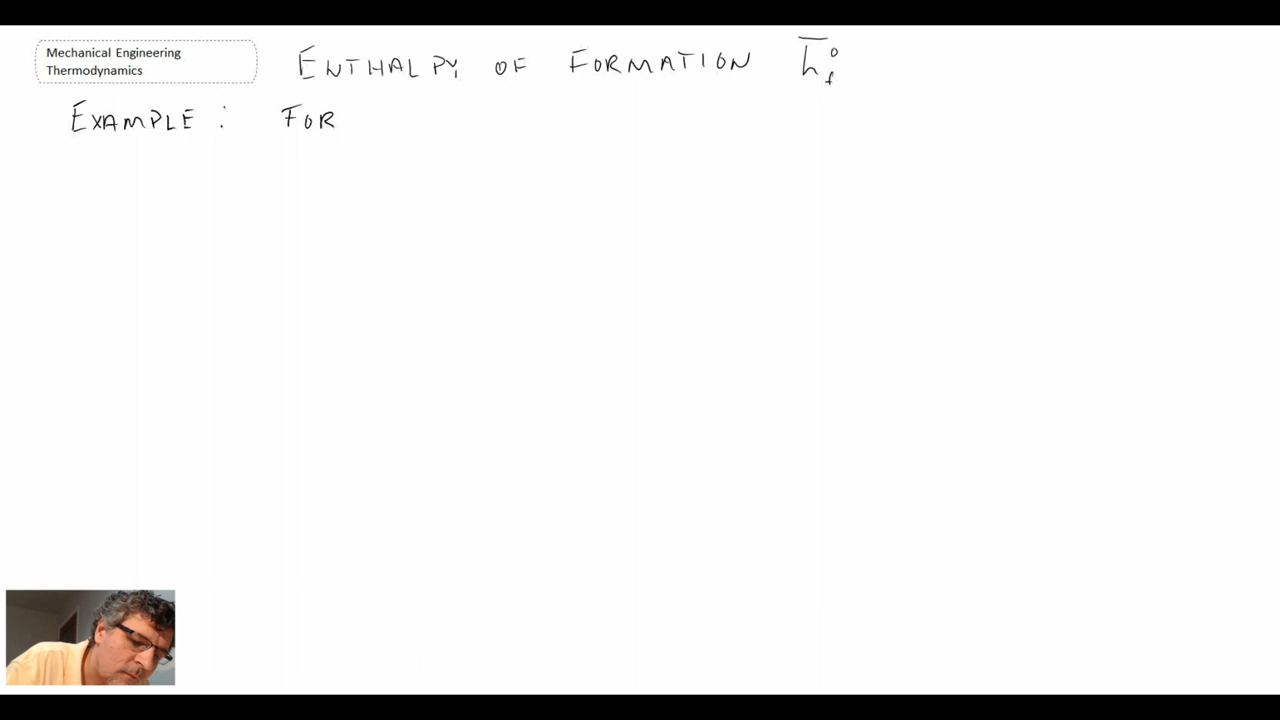 Mechanical Engineering
Thermodynamics
ENTHALPY OF FORMATION h̅f°
EXAMPLE : FOR